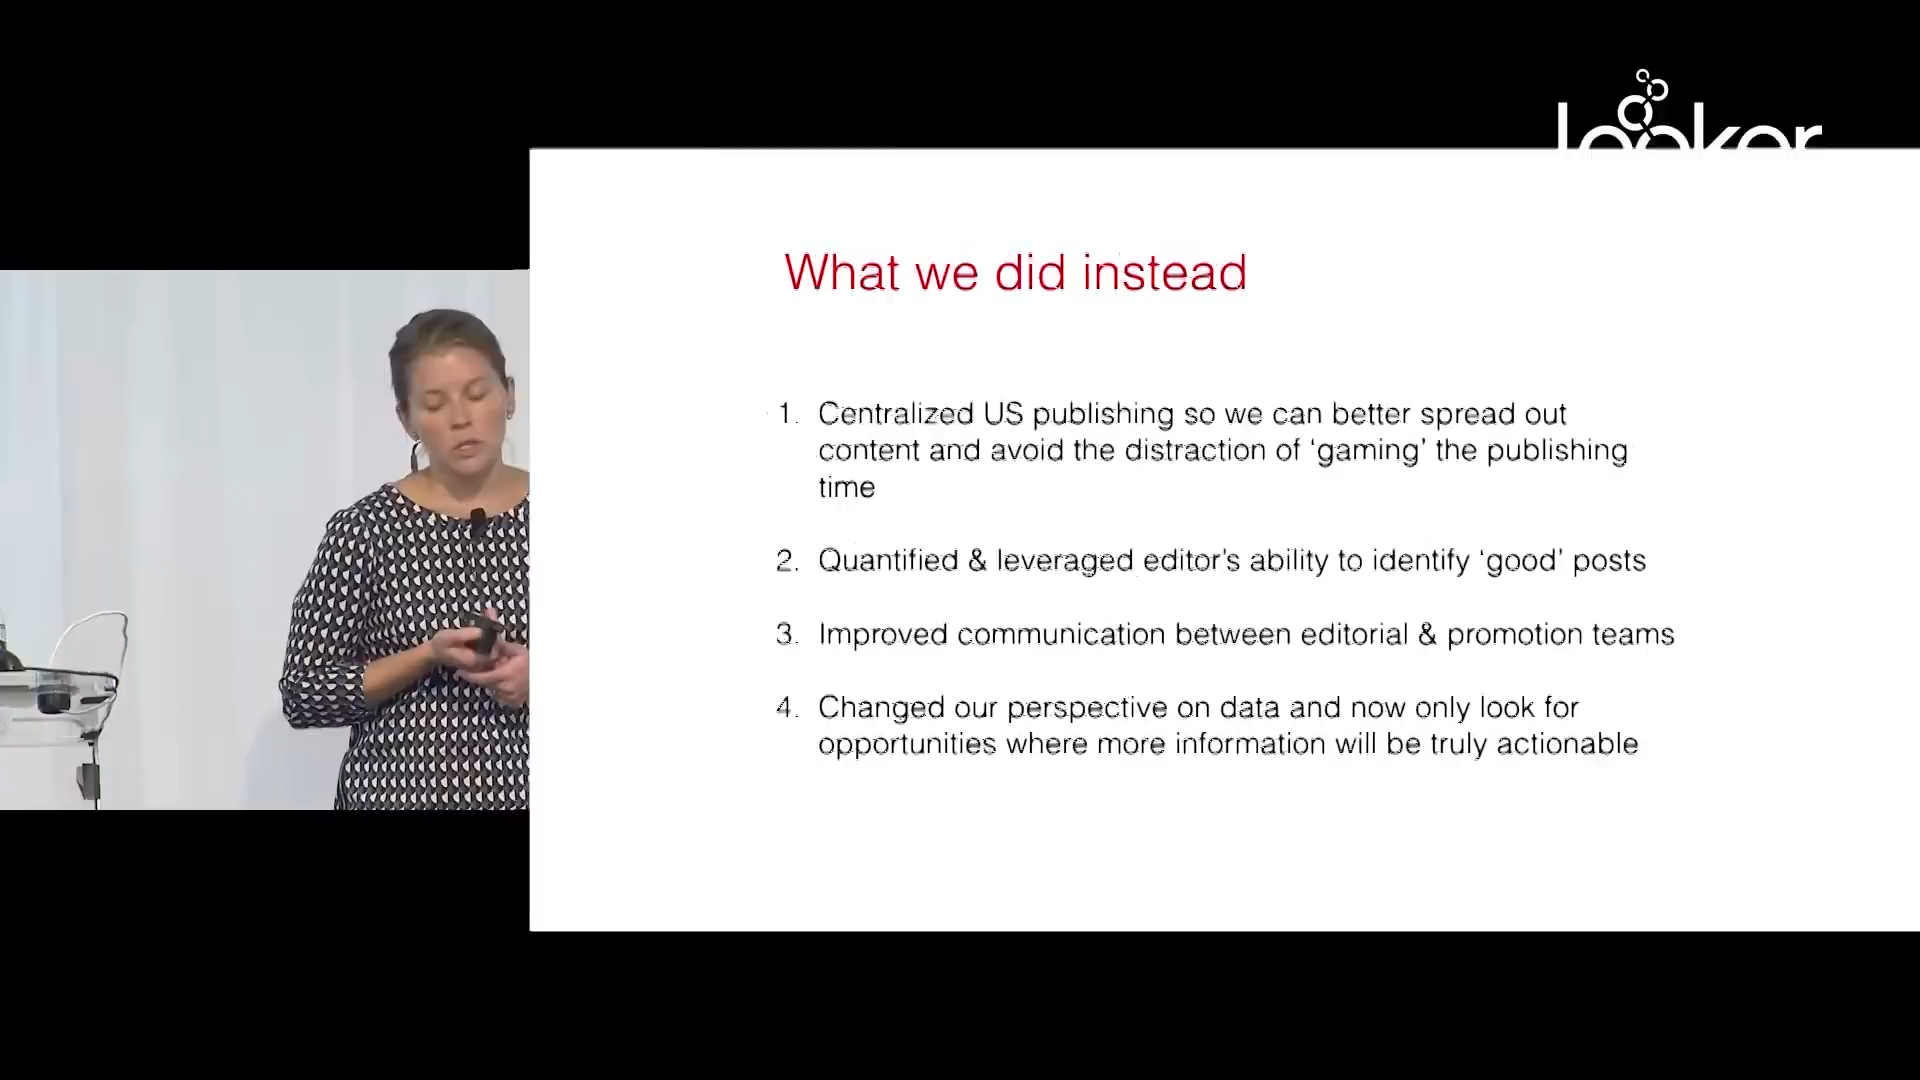 looker
What we did instead
1. Centralized US publishing so we can better spread out
content and avoid the distraction of ‘gaming’ the publishing
time
2. Quantified & leveraged editor’s ability to identify ‘good’ posts
3. Improved communication between editorial & promotion teams
4. Changed our perspective on data and now only look for
opportunities where more information will be truly actionable